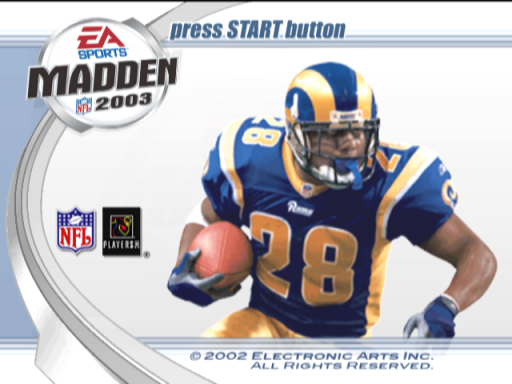 press START button
EA
SPORTS
MADDEN
NFL 2003
28
28
Rams
28
NFL
PLAYERS
®
© 2002 ELECTRONIC ARTS INC.
ALL RIGHTS RESERVED.